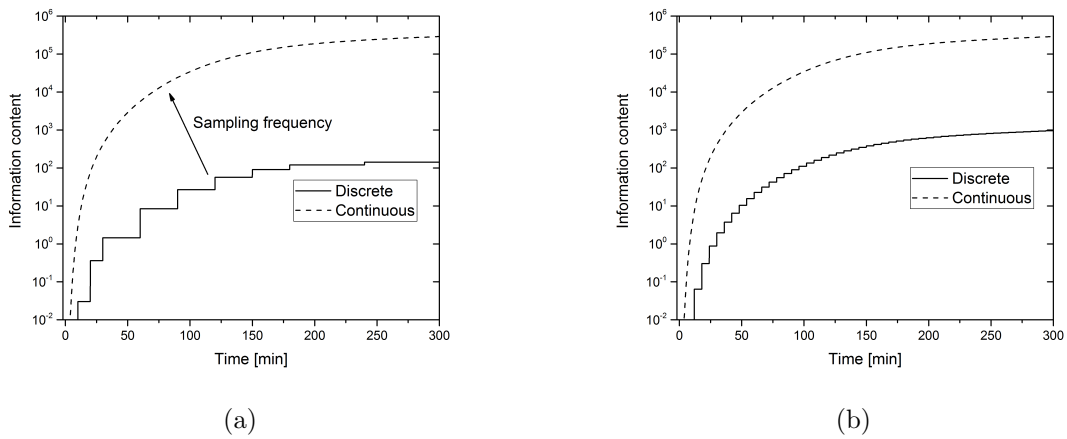 10^6
10^5
10^4
10^3
10^2
10^1
10^0
10^-1
10^-2
Information content
Sampling frequency
Discrete
Continuous
0 50 100 150 200 250 300
Time [min]
(a)
10^6
10^5
10^4
10^3
10^2
10^1
10^0
10^-1
10^-2
Information content
Discrete
Continuous
0 50 100 150 200 250 300
Time [min]
(b)